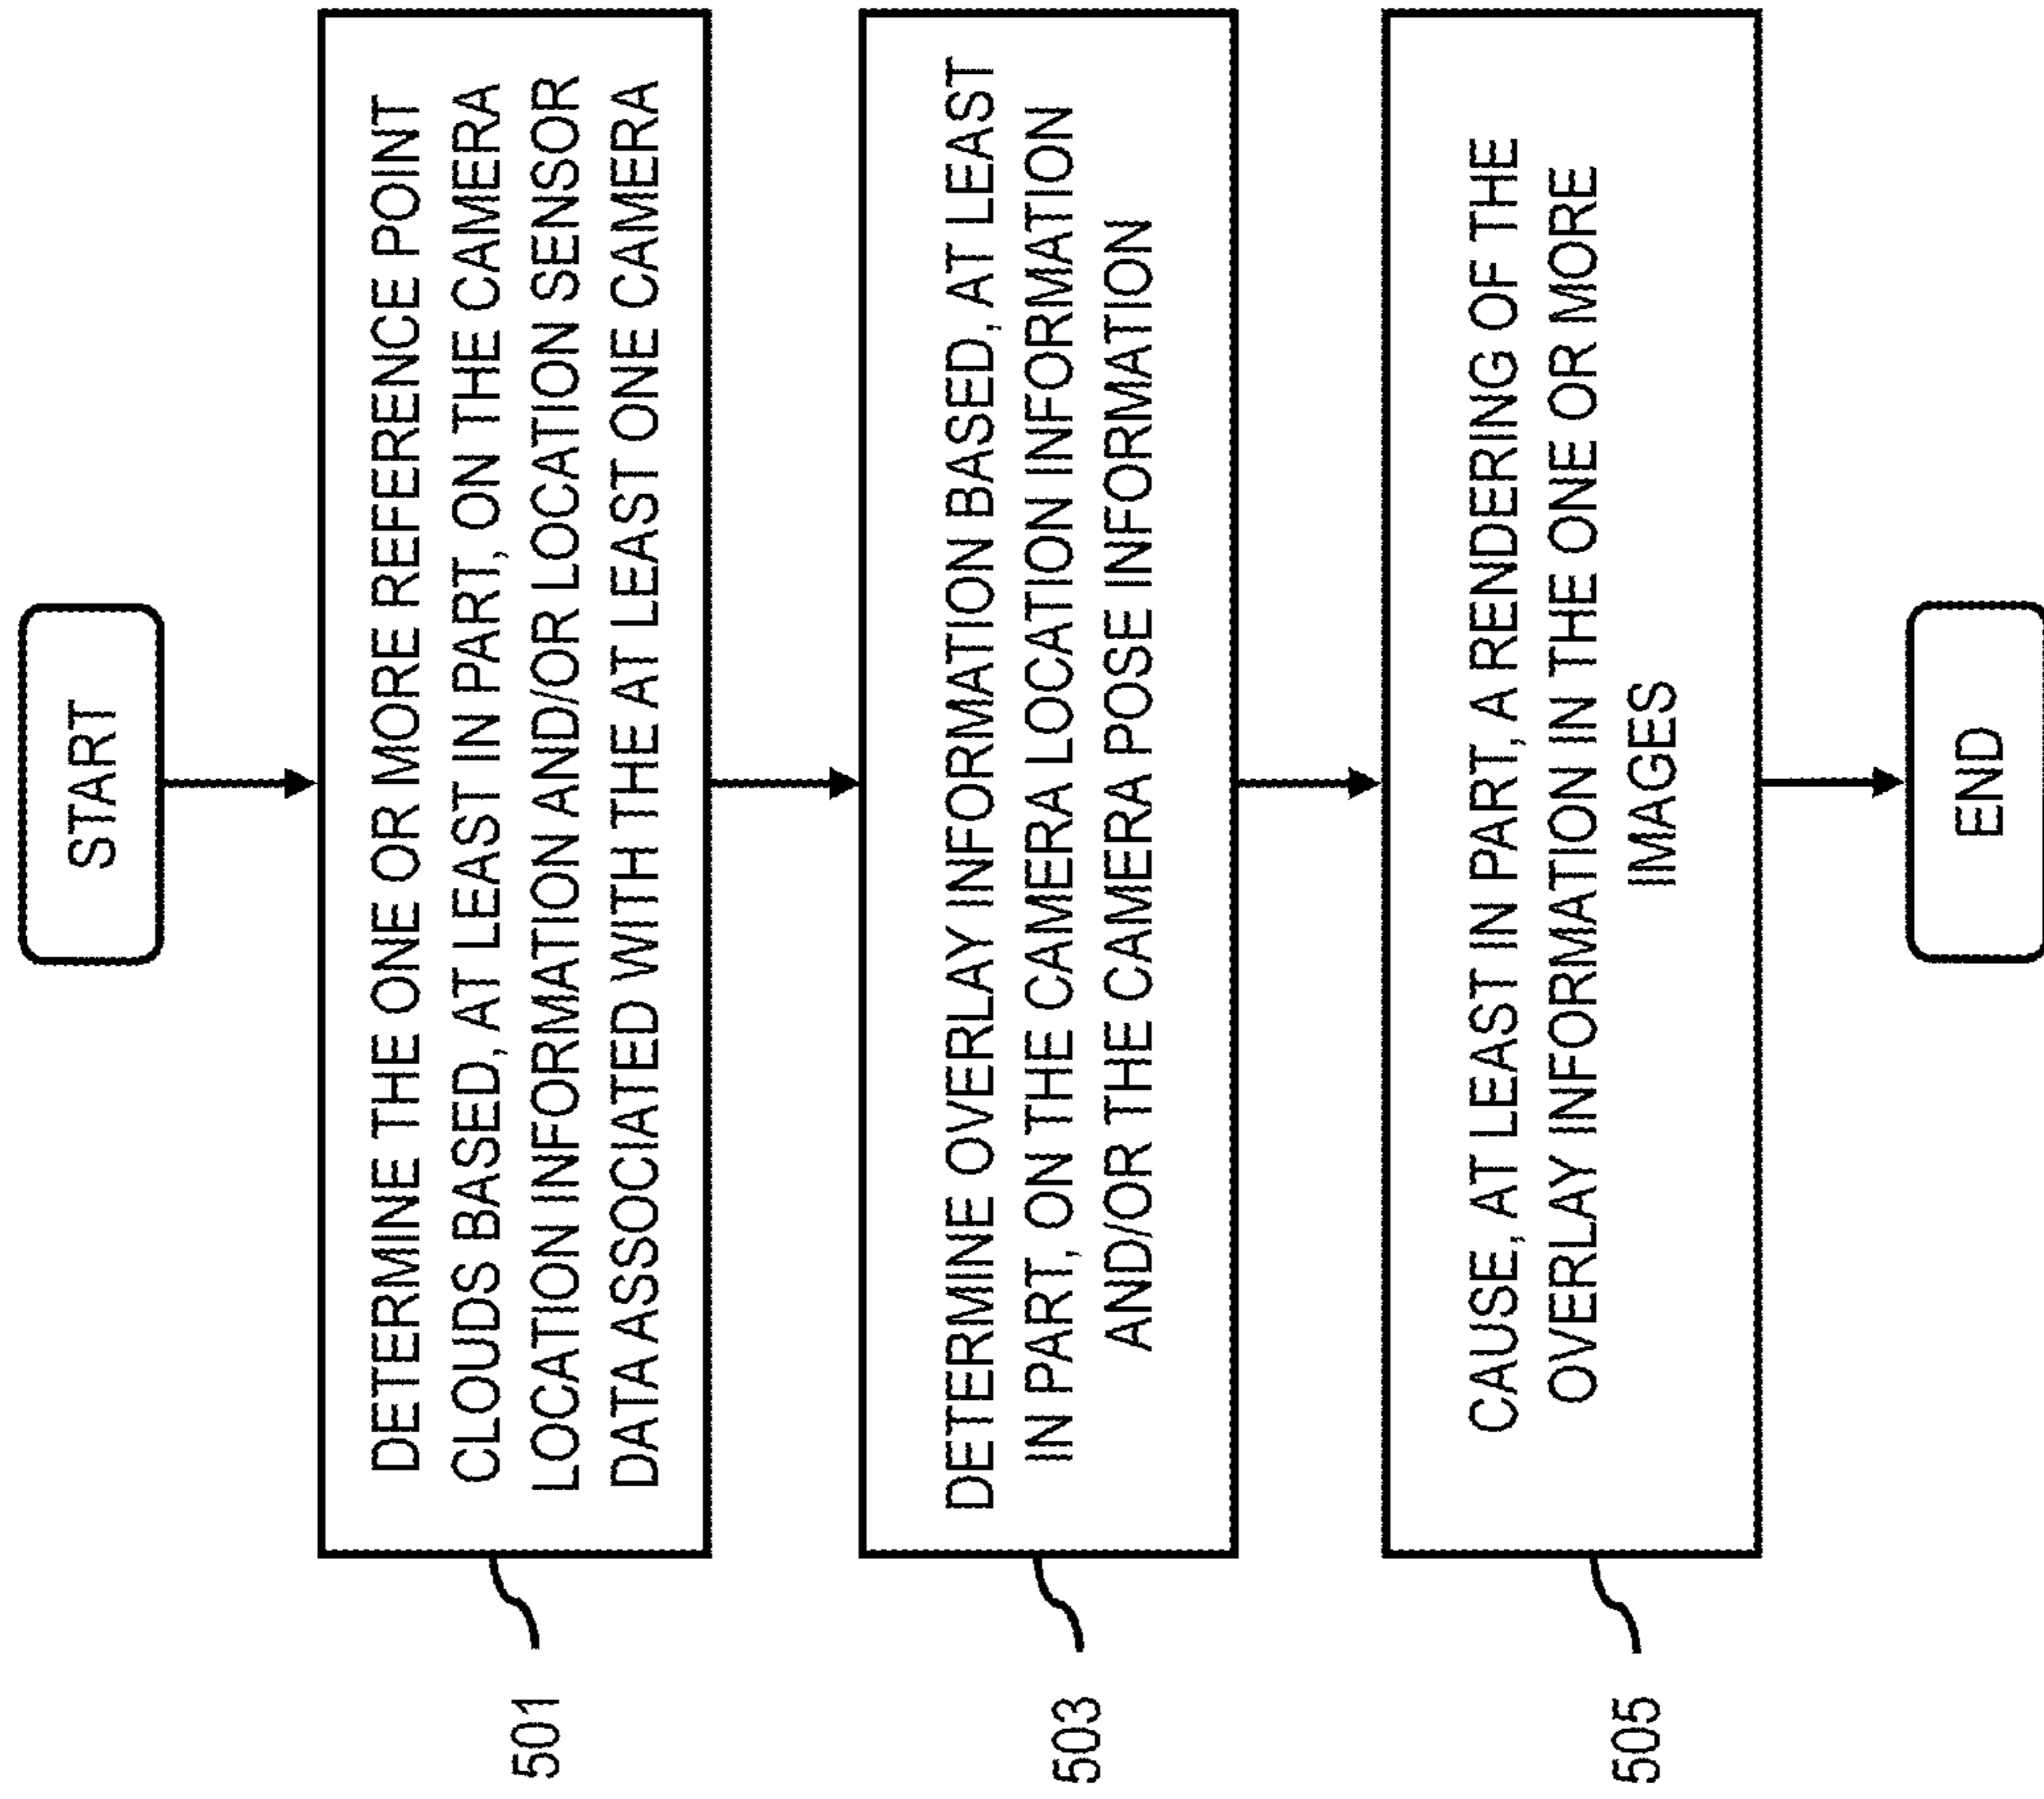 START
DETERMINE THE ONE OR MORE REFERENCE POINT
CLOUDS BASED, AT LEAST IN PART, ON THE CAMERA
LOCATION INFORMATION AND/OR LOCATION SENSOR
DATA ASSOCIATED WITH THE AT LEAST ONE CAMERA
501
DETERMINE OVERLAY INFORMATION BASED, AT LEAST
IN PART, ON THE CAMERA LOCATION INFORMATION
AND/OR THE CAMERA POSE INFORMATION
503
CAUSE, AT LEAST IN PART, A RENDERING OF THE
OVERLAY INFORMATION IN THE ONE OR MORE
IMAGES
505
END